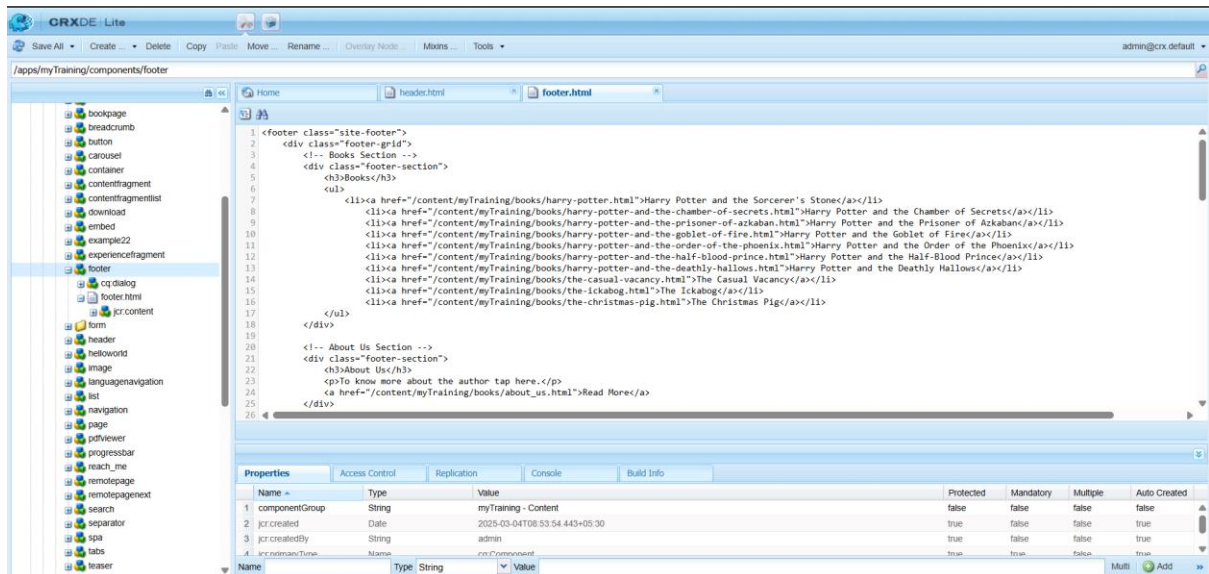 CRXDE | Lite
Save All Create ... Delete Copy Paste Move ... Rename ... Overlay Node ... Mixins ... Tools admin@crx.default
/apps/myTraining/components/footer
Home header.html footer.html
bookpage
breadcrumb
button
carousel
container
contentfragment
contentfragmentlist
download
embed
example22
experiencefragment
footer
cq:dialog
footer.html
jcr:content
form
header
helloworld
image
languagenavigation
list
navigation
page
pdfviewer
progressbar
reach_me
remotepage
remotepagenext
search
separator
spa
tabs
teaser
1 <footer class="site-footer">
2 <div class="footer-grid">
3 <!-- Books Section -->
4 <div class="footer-section">
5 <h3>Books</h3>
6 <ul>
7 <li><a href="/content/myTraining/books/harry-potter.html">Harry Potter and the Sorcerer's Stone</a></li>
8 <li><a href="/content/myTraining/books/harry-potter-and-the-chamber-of-secrets.html">Harry Potter and the Chamber of Secrets</a></li>
9 <li><a href="/content/myTraining/books/harry-potter-and-the-prisoner-of-azkaban.html">Harry Potter and the Prisoner of Azkaban</a></li>
10 <li><a href="/content/myTraining/books/harry-potter-and-the-goblet-of-fire.html">Harry Potter and the Goblet of Fire</a></li>
11 <li><a href="/content/myTraining/books/harry-potter-and-the-order-of-the-phoenix.html">Harry Potter and the Order of the Phoenix</a></li>
12 <li><a href="/content/myTraining/books/harry-potter-and-the-half-blood-prince.html">Harry Potter and the Half-Blood Prince</a></li>
13 <li><a href="/content/myTraining/books/harry-potter-and-the-deathly-hallows.html">Harry Potter and the Deathly Hallows</a></li>
14 <li><a href="/content/myTraining/books/the-casual-vacancy.html">The Casual Vacancy</a></li>
15 <li><a href="/content/myTraining/books/the-ickabog.html">The Ickabog</a></li>
16 <li><a href="/content/myTraining/books/the-christmas-pig.html">The Christmas Pig</a></li>
17 </ul>
18 </div>
19
20 <!-- About Us Section -->
21 <div class="footer-section">
22 <h3>About Us</h3>
23 <p>To know more about the author tap here.</p>
24 <a href="/content/myTraining/books/about_us.html">Read More</a>
25 </div>
26
Properties Access Control Replication Console Build Info
Name Type Value Protected Mandatory Multiple Auto Created
1 componentGroup String myTraining - Content false false false false
2 jcr:created Date 2025-03-04T08:53:54.443+05:30 true false false true
3 jcr:createdBy String admin true false false true
4 jcr:primaryType Name cq:Component true true false true
Name Type String Value Multi Add